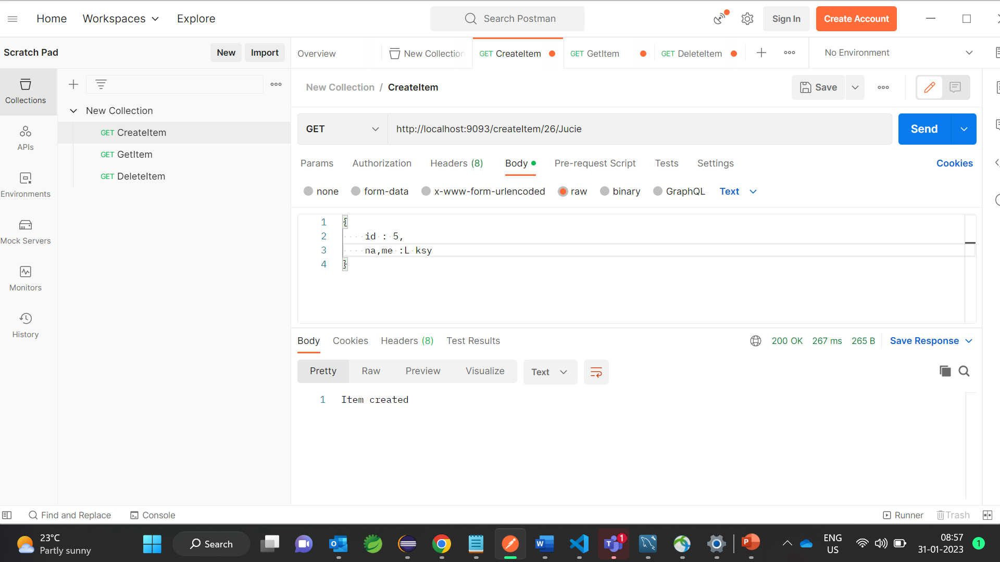 Home Workspaces Explore Search Postman Sign In Create Account
Scratch Pad New Import
Overview New Collection GET CreateItem GET GetItem GET DeleteItem No Environment
Collections
New Collection / CreateItem Save
New Collection
GET CreateItem
GET GetItem
GET DeleteItem
APIs
Environments
Mock Servers
Monitors
History
GET http://localhost:9093/createItem/26/Jucie Send
Params Authorization Headers (8) Body Pre-request Script Tests Settings Cookies
none form-data x-www-form-urlencoded raw binary GraphQL Text
1 {
2 id : 5,
3 na,me :L ksy
4 }
Body Cookies Headers (8) Test Results 200 OK 267 ms 265 B Save Response
Pretty Raw Preview Visualize Text
1 Item created
Find and Replace Console Runner Trash
23°C
Partly sunny
Search
1
ENG
US
08:57
31-01-2023
1